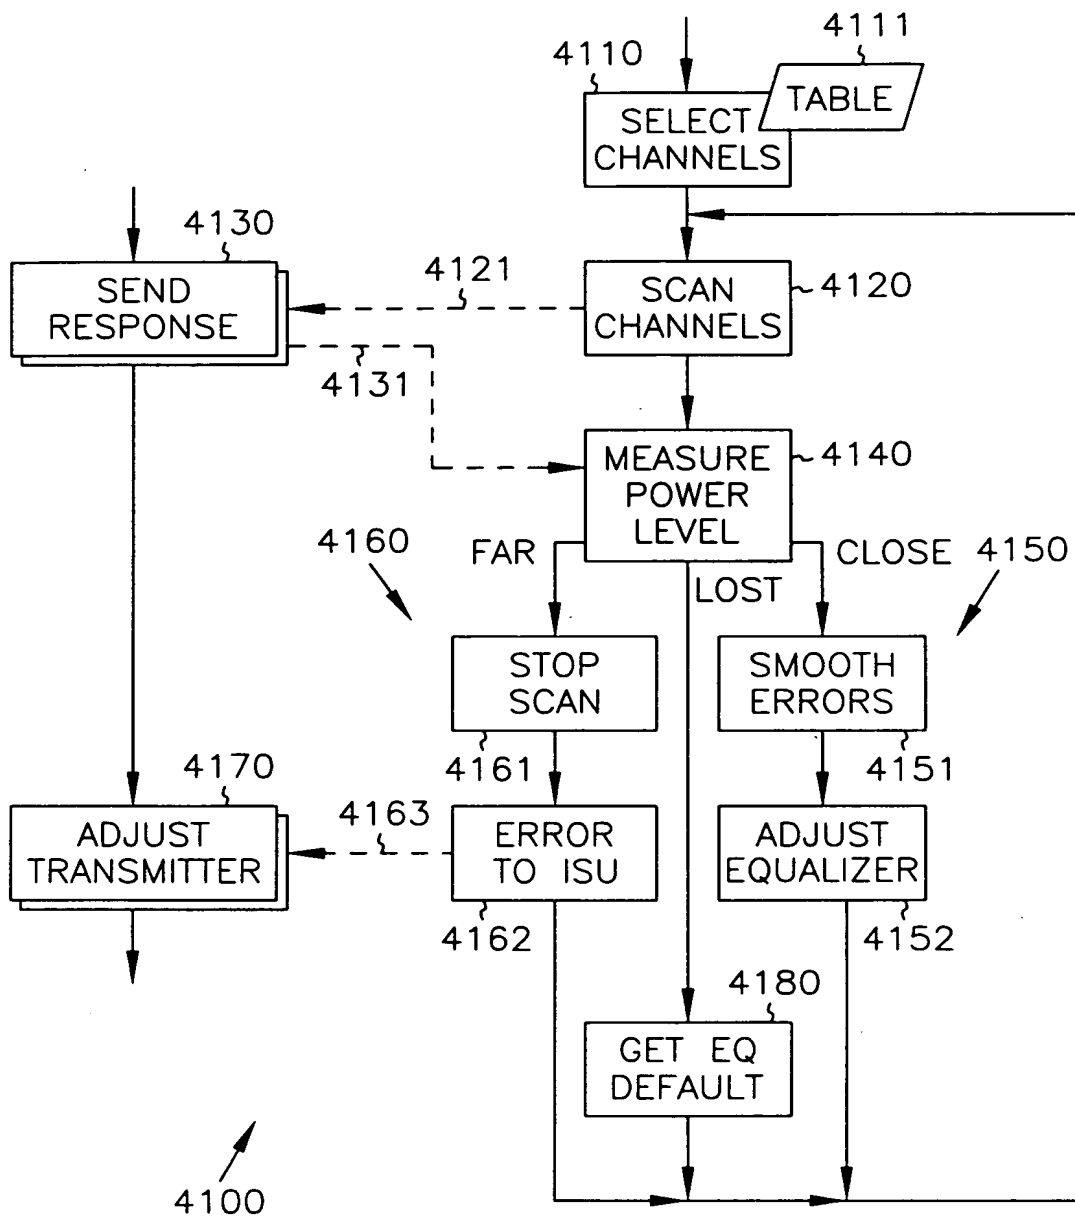 4111
4110
TABLE
SELECT
CHANNELS
4130
SEND
RESPONSE
4121
SCAN
CHANNELS
4120
4131
MEASURE
POWER
LEVEL
4140
4160
FAR
LOST
CLOSE
4150
STOP
SCAN
SMOOTH
ERRORS
4161
4151
4170
ADJUST
TRANSMITTER
4163
ERROR
TO ISU
ADJUST
EQUALIZER
4162
4152
4180
GET EQ
DEFAULT
4100